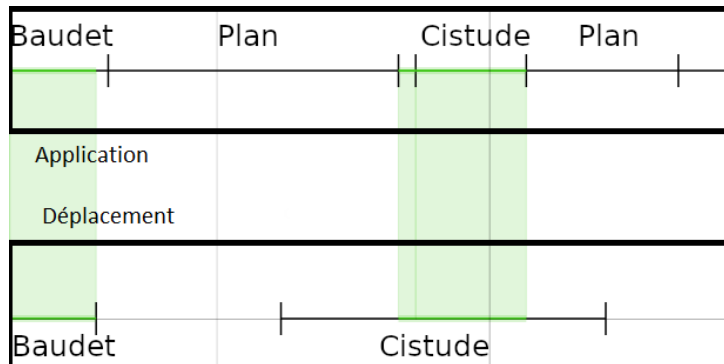 Baudet Plan Cistude Plan
Application
Déplacement
Baudet Cistude